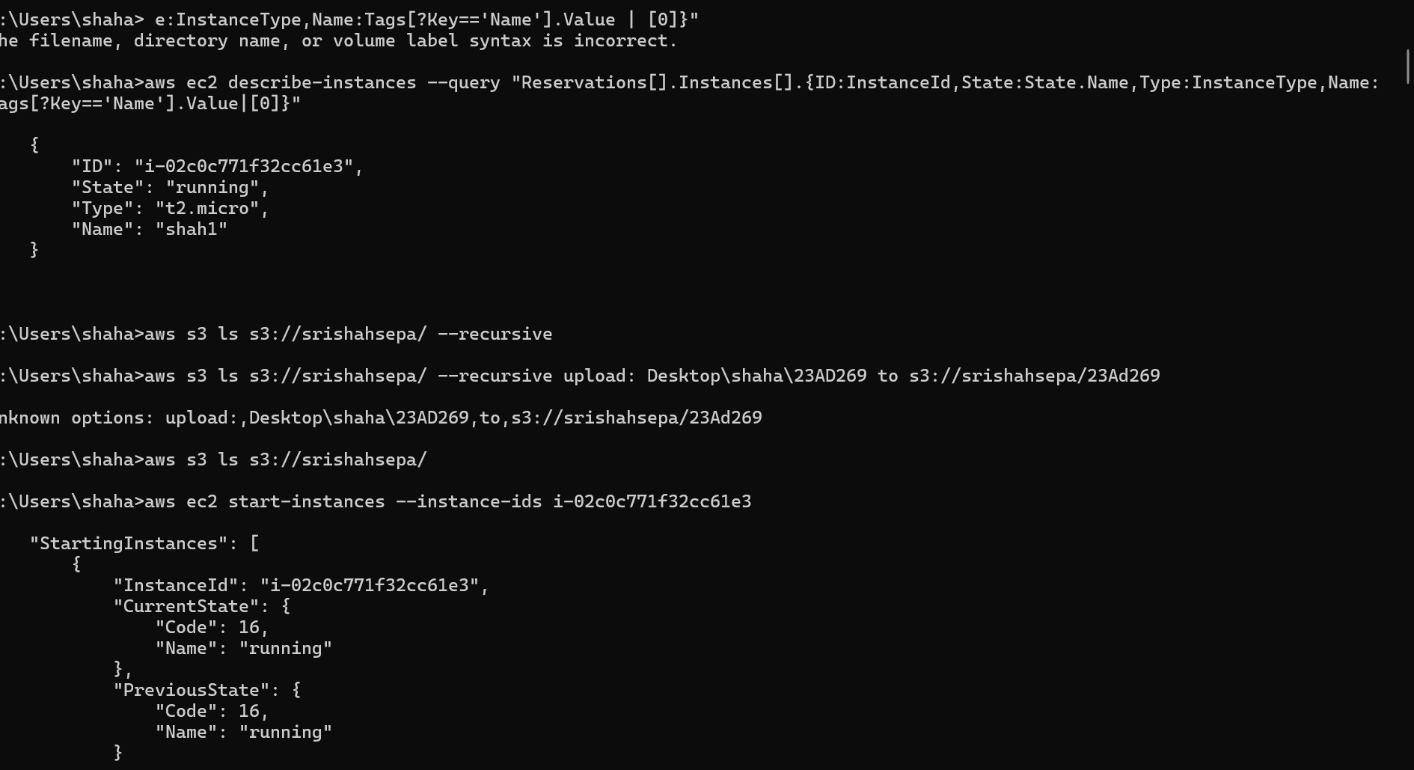 :\Users\shaha> e:InstanceType,Name:Tags[?Key=='Name'].Value | [0]}"
he filename, directory name, or volume label syntax is incorrect.
:\Users\shaha>aws ec2 describe-instances --query "Reservations[].Instances[].{ID:InstanceId,State:State.Name,Type:InstanceType,Name:
ags[?Key=='Name'].Value|[0]}"
{
"ID": "i-02c0c771f32cc61e3",
"State": "running",
"Type": "t2.micro",
"Name": "shah1"
}
:\Users\shaha>aws s3 ls s3://srishahsepa/ --recursive
:\Users\shaha>aws s3 ls s3://srishahsepa/ --recursive upload: Desktop\shaha\23AD269 to s3://srishahsepa/23Ad269
nknown options: upload:,Desktop\shaha\23AD269,to,s3://srishahsepa/23Ad269
:\Users\shaha>aws s3 ls s3://srishahsepa/
:\Users\shaha>aws ec2 start-instances --instance-ids i-02c0c771f32cc61e3
"StartingInstances": [
{
"InstanceId": "i-02c0c771f32cc61e3",
"CurrentState": {
"Code": 16,
"Name": "running"
},
"PreviousState": {
"Code": 16,
"Name": "running"
}